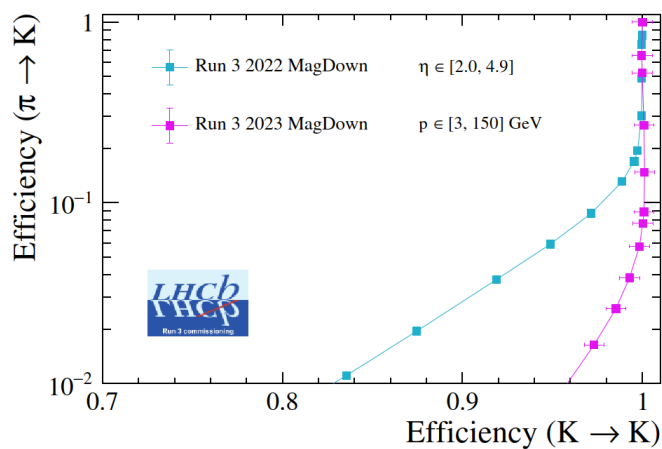 Efficiency (π → K)
1
10⁻¹
10⁻²
Run 3 2022 MagDown η ∈ [2.0, 4.9]
Run 3 2023 MagDown p ∈ [3, 150] GeV
LHCb
LHCb
Run 3 commissioning
0.7 0.8 0.9 1
Efficiency (K → K)